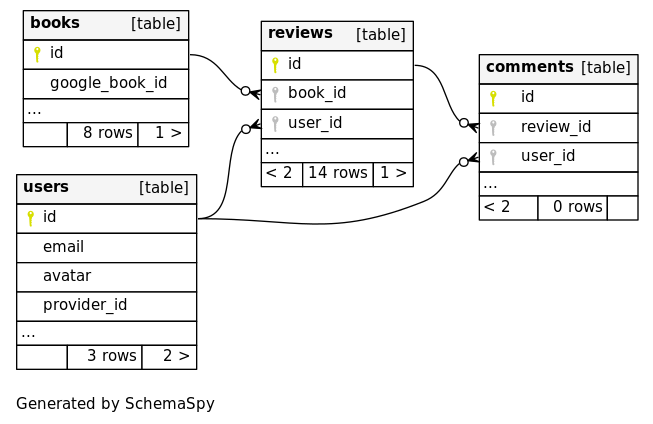 books [table]
id
google_book_id
...
8 rows 1 >
users [table]
id
email
avatar
provider_id
...
3 rows 2 >
reviews [table]
id
book_id
user_id
...
< 2 14 rows 1 >
comments [table]
id
review_id
user_id
...
< 2 0 rows
Generated by SchemaSpy